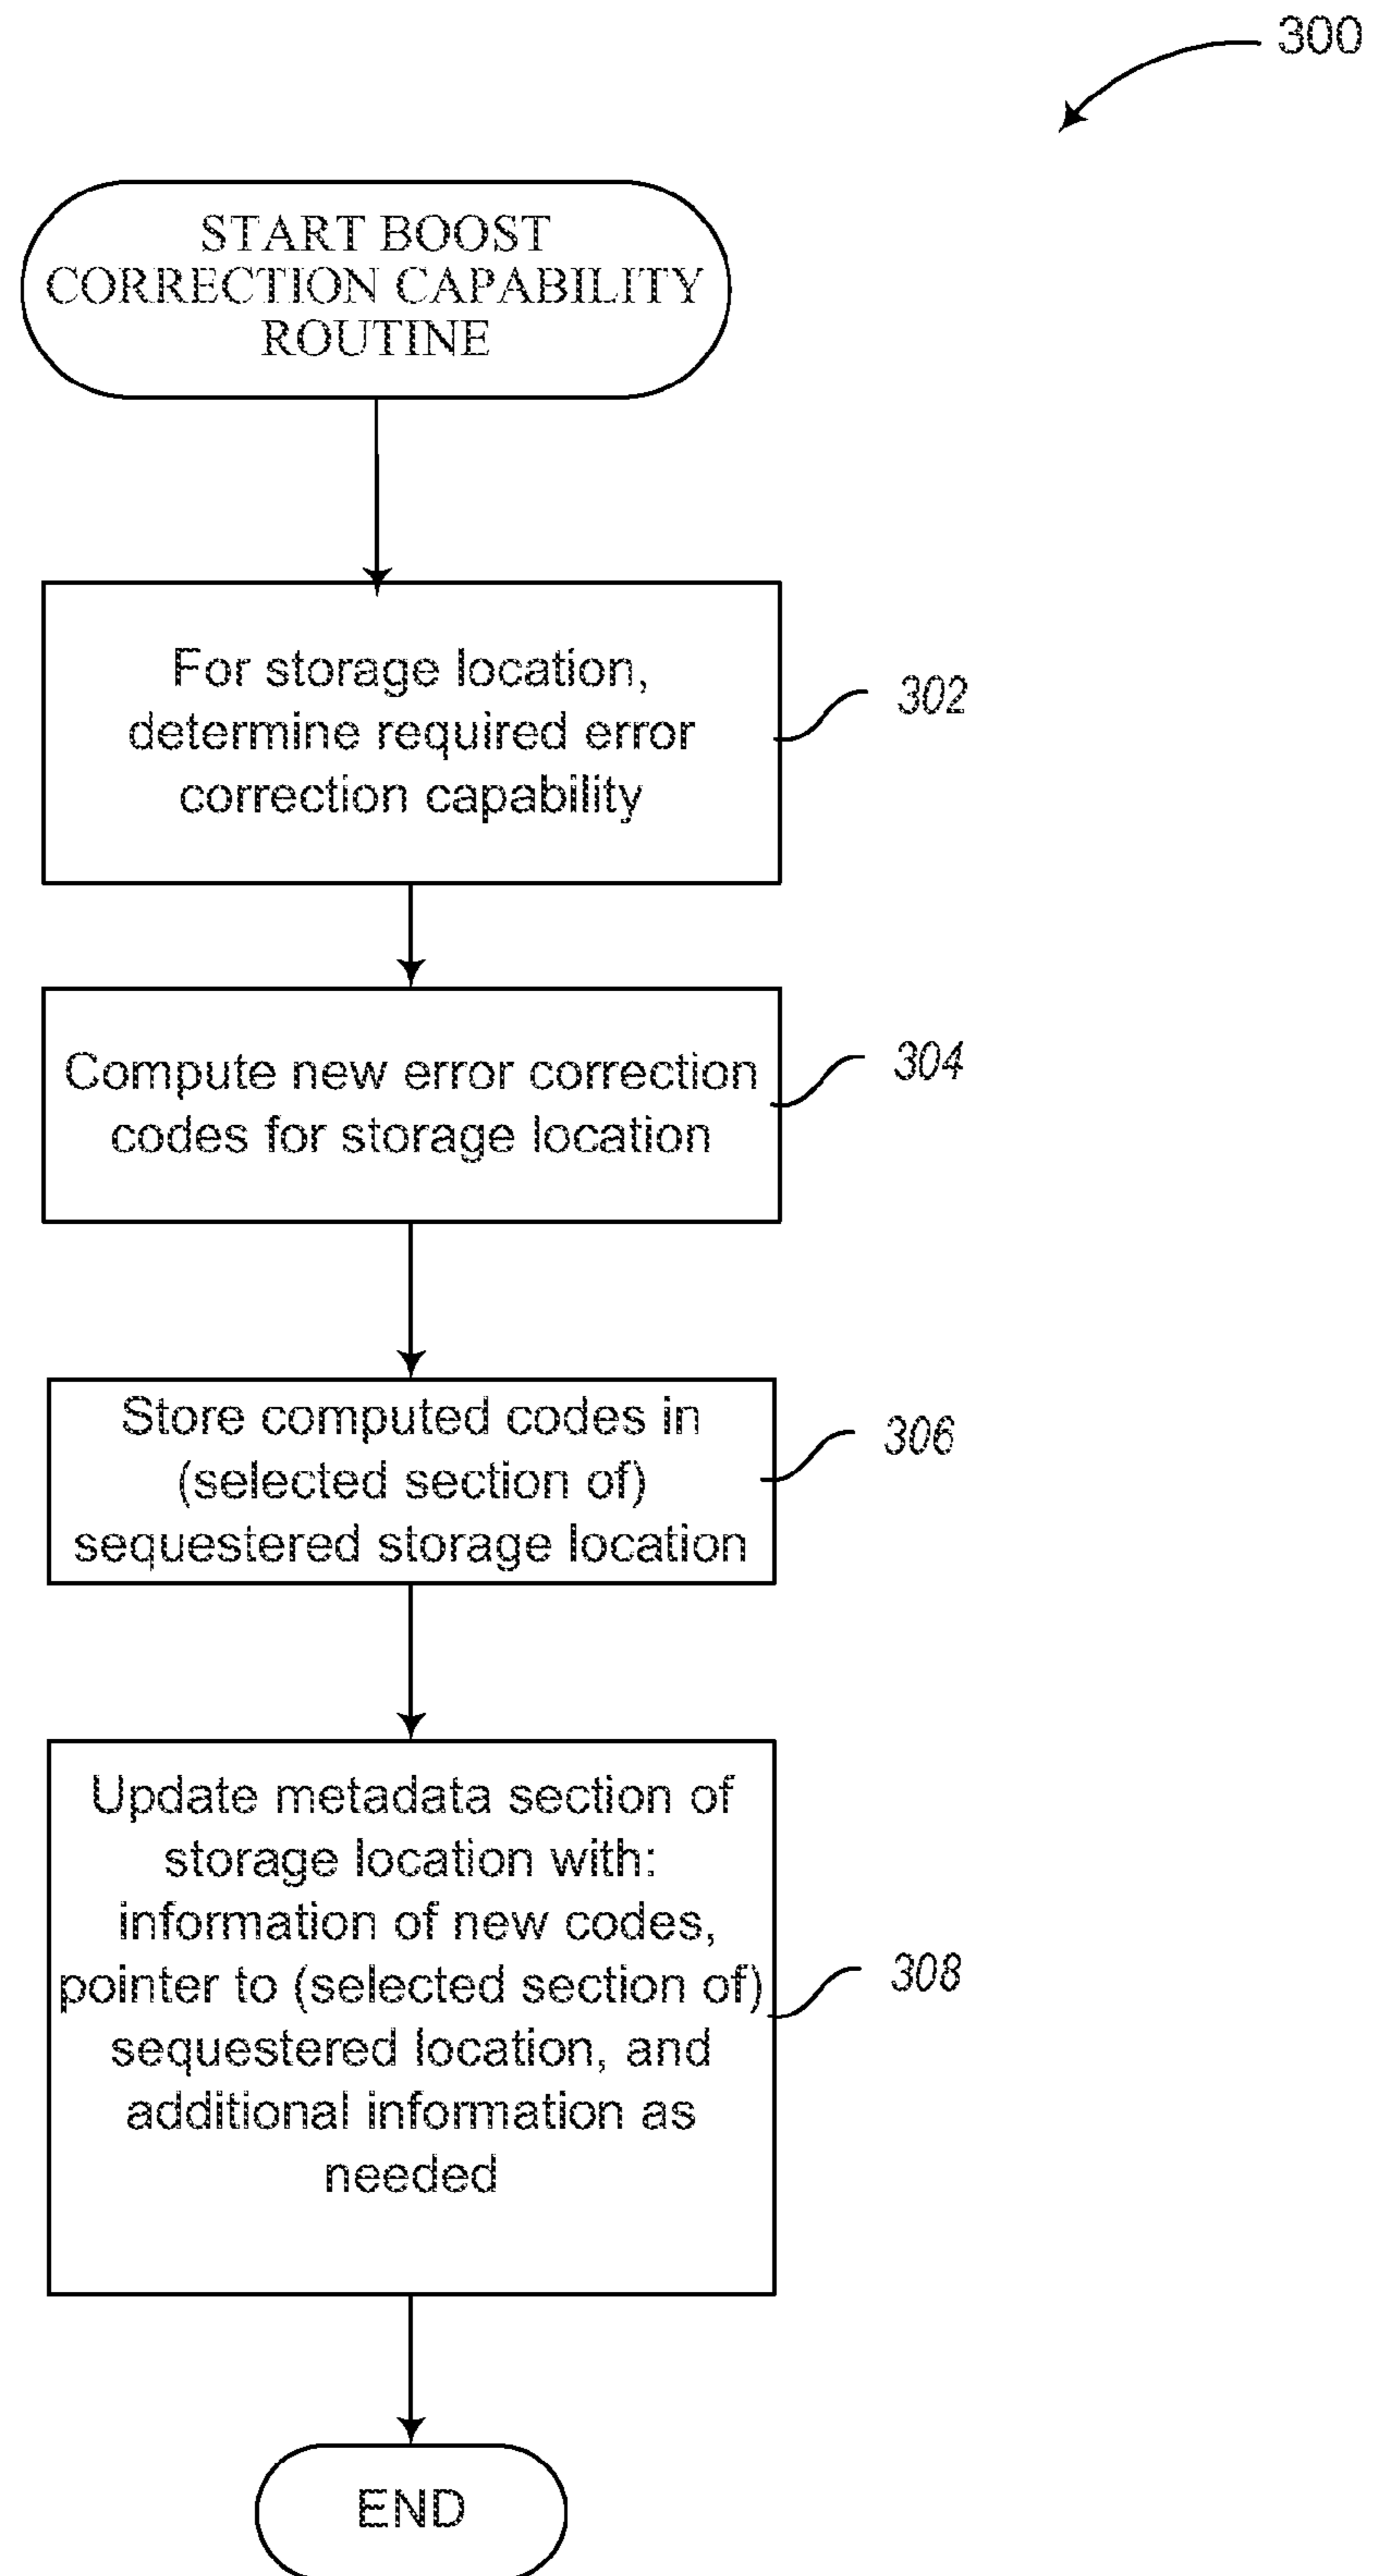 300
START BOOST
CORRECTION CAPABILITY
ROUTINE
For storage location,
determine required error
correction capability
302
Compute new error correction
codes for storage location
304
Store computed codes in
(selected section of)
sequestered storage location
306
Update metadata section of
storage location with:
information of new codes,
pointer to (selected section of)
sequestered location, and
additional information as
needed
308
END